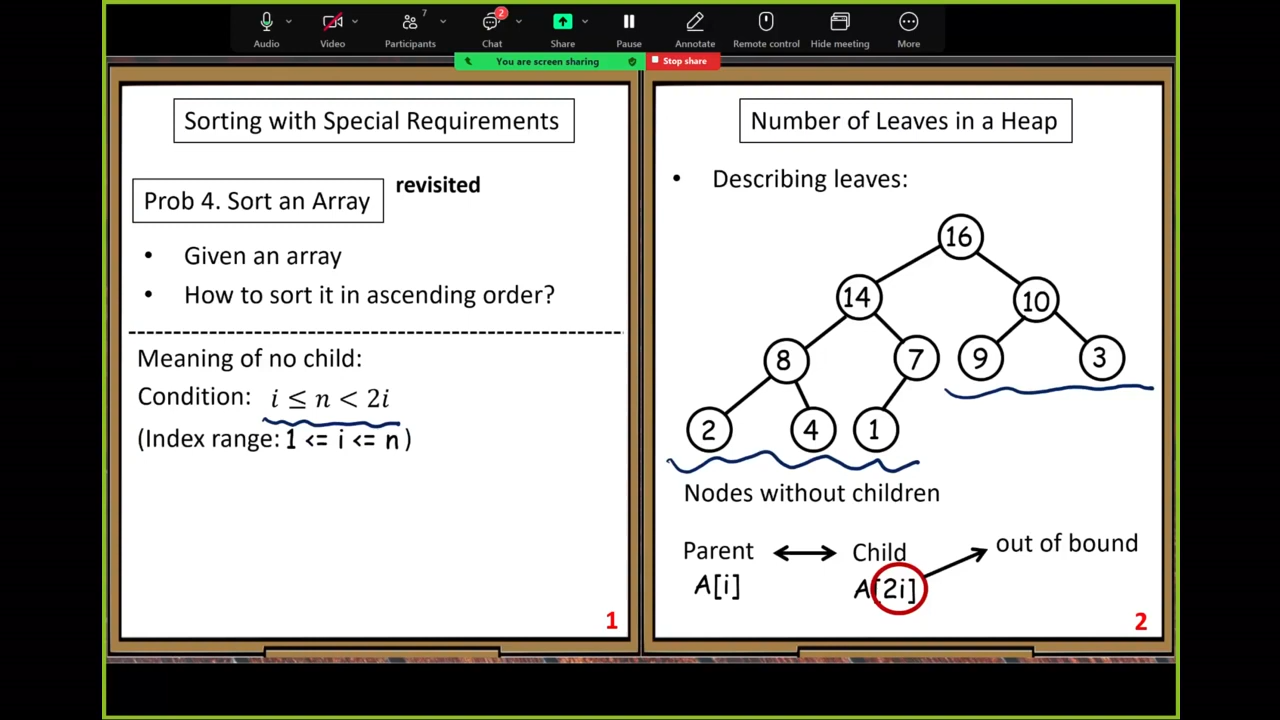 7
2
Audio
Video
Participants
Chat
Share
Pause
Annotate
Remote control
Hide meeting
More
You are screen sharing
Stop share
Sorting with Special Requirements
revisited
Prob 4. Sort an Array
• Given an array
• How to sort it in ascending order?
Meaning of no child:
Condition: i ≤ n < 2i
(Index range: 1 <= i <= n )
1
Number of Leaves in a Heap
• Describing leaves:
16
14
10
8
7
9
3
2
4
1
Nodes without children
Parent
Child
out of bound
A[i]
A[2i]
2